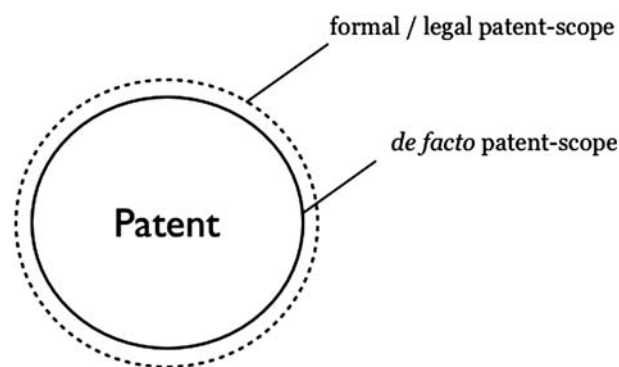 formal / legal patent-scope
de facto patent-scope
Patent